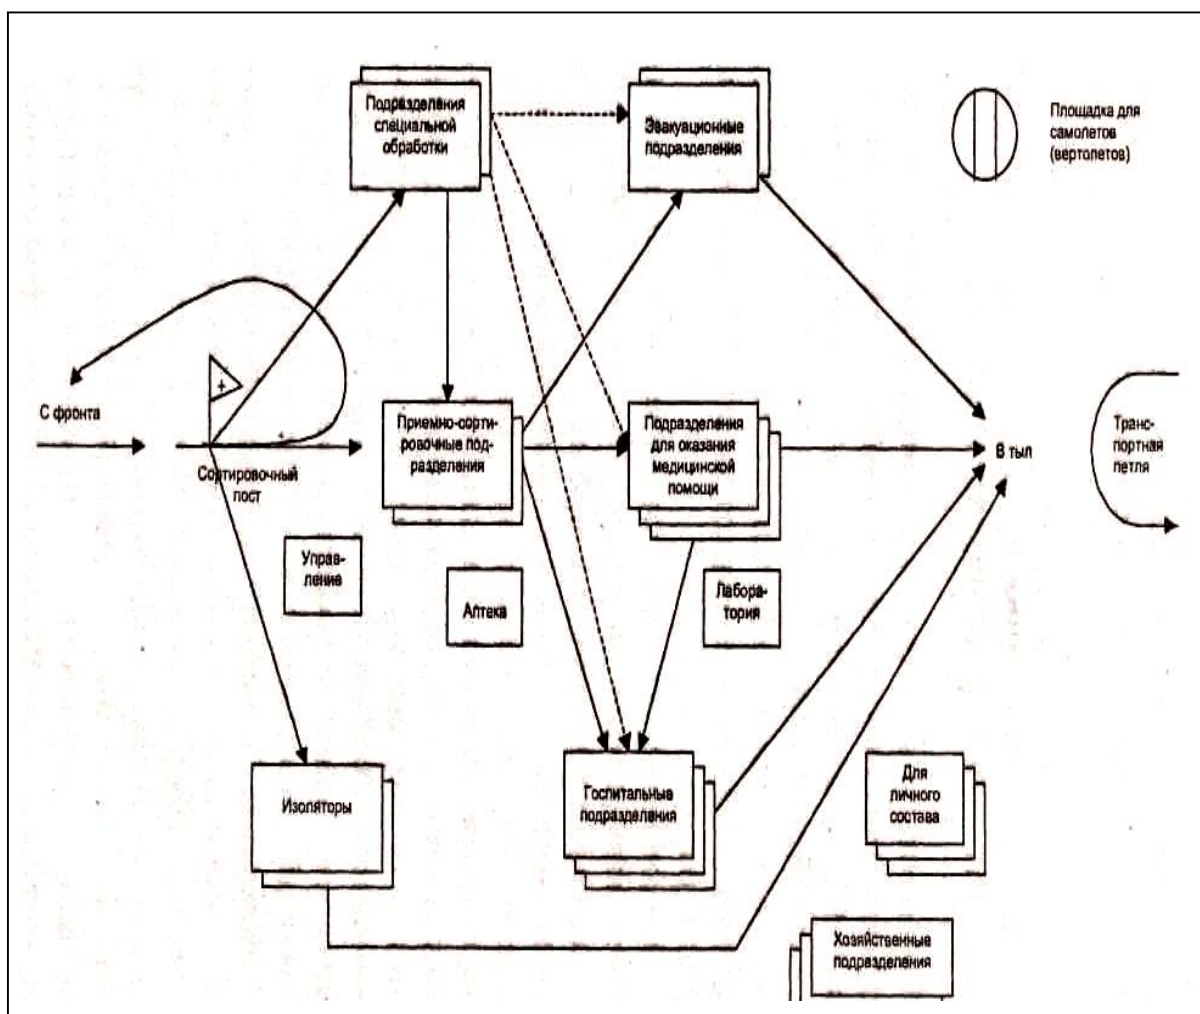 Подразделения
специальной
обработки
Эвакуационные
подразделения
Площадка для
самолетов
(вертолетов)
С фронта
+
Сортировочный
пост
Приемно-сорти-
ровочные под-
разделения
Подразделения
для оказания
медицинской
помощи
В тыл
Транс-
портная
петля
Управ-
ление
Аптека
Лабора-
тория
Изоляторы
Госпитальные
подразделения
Для
личного
состава
Хозяйственные
подразделения